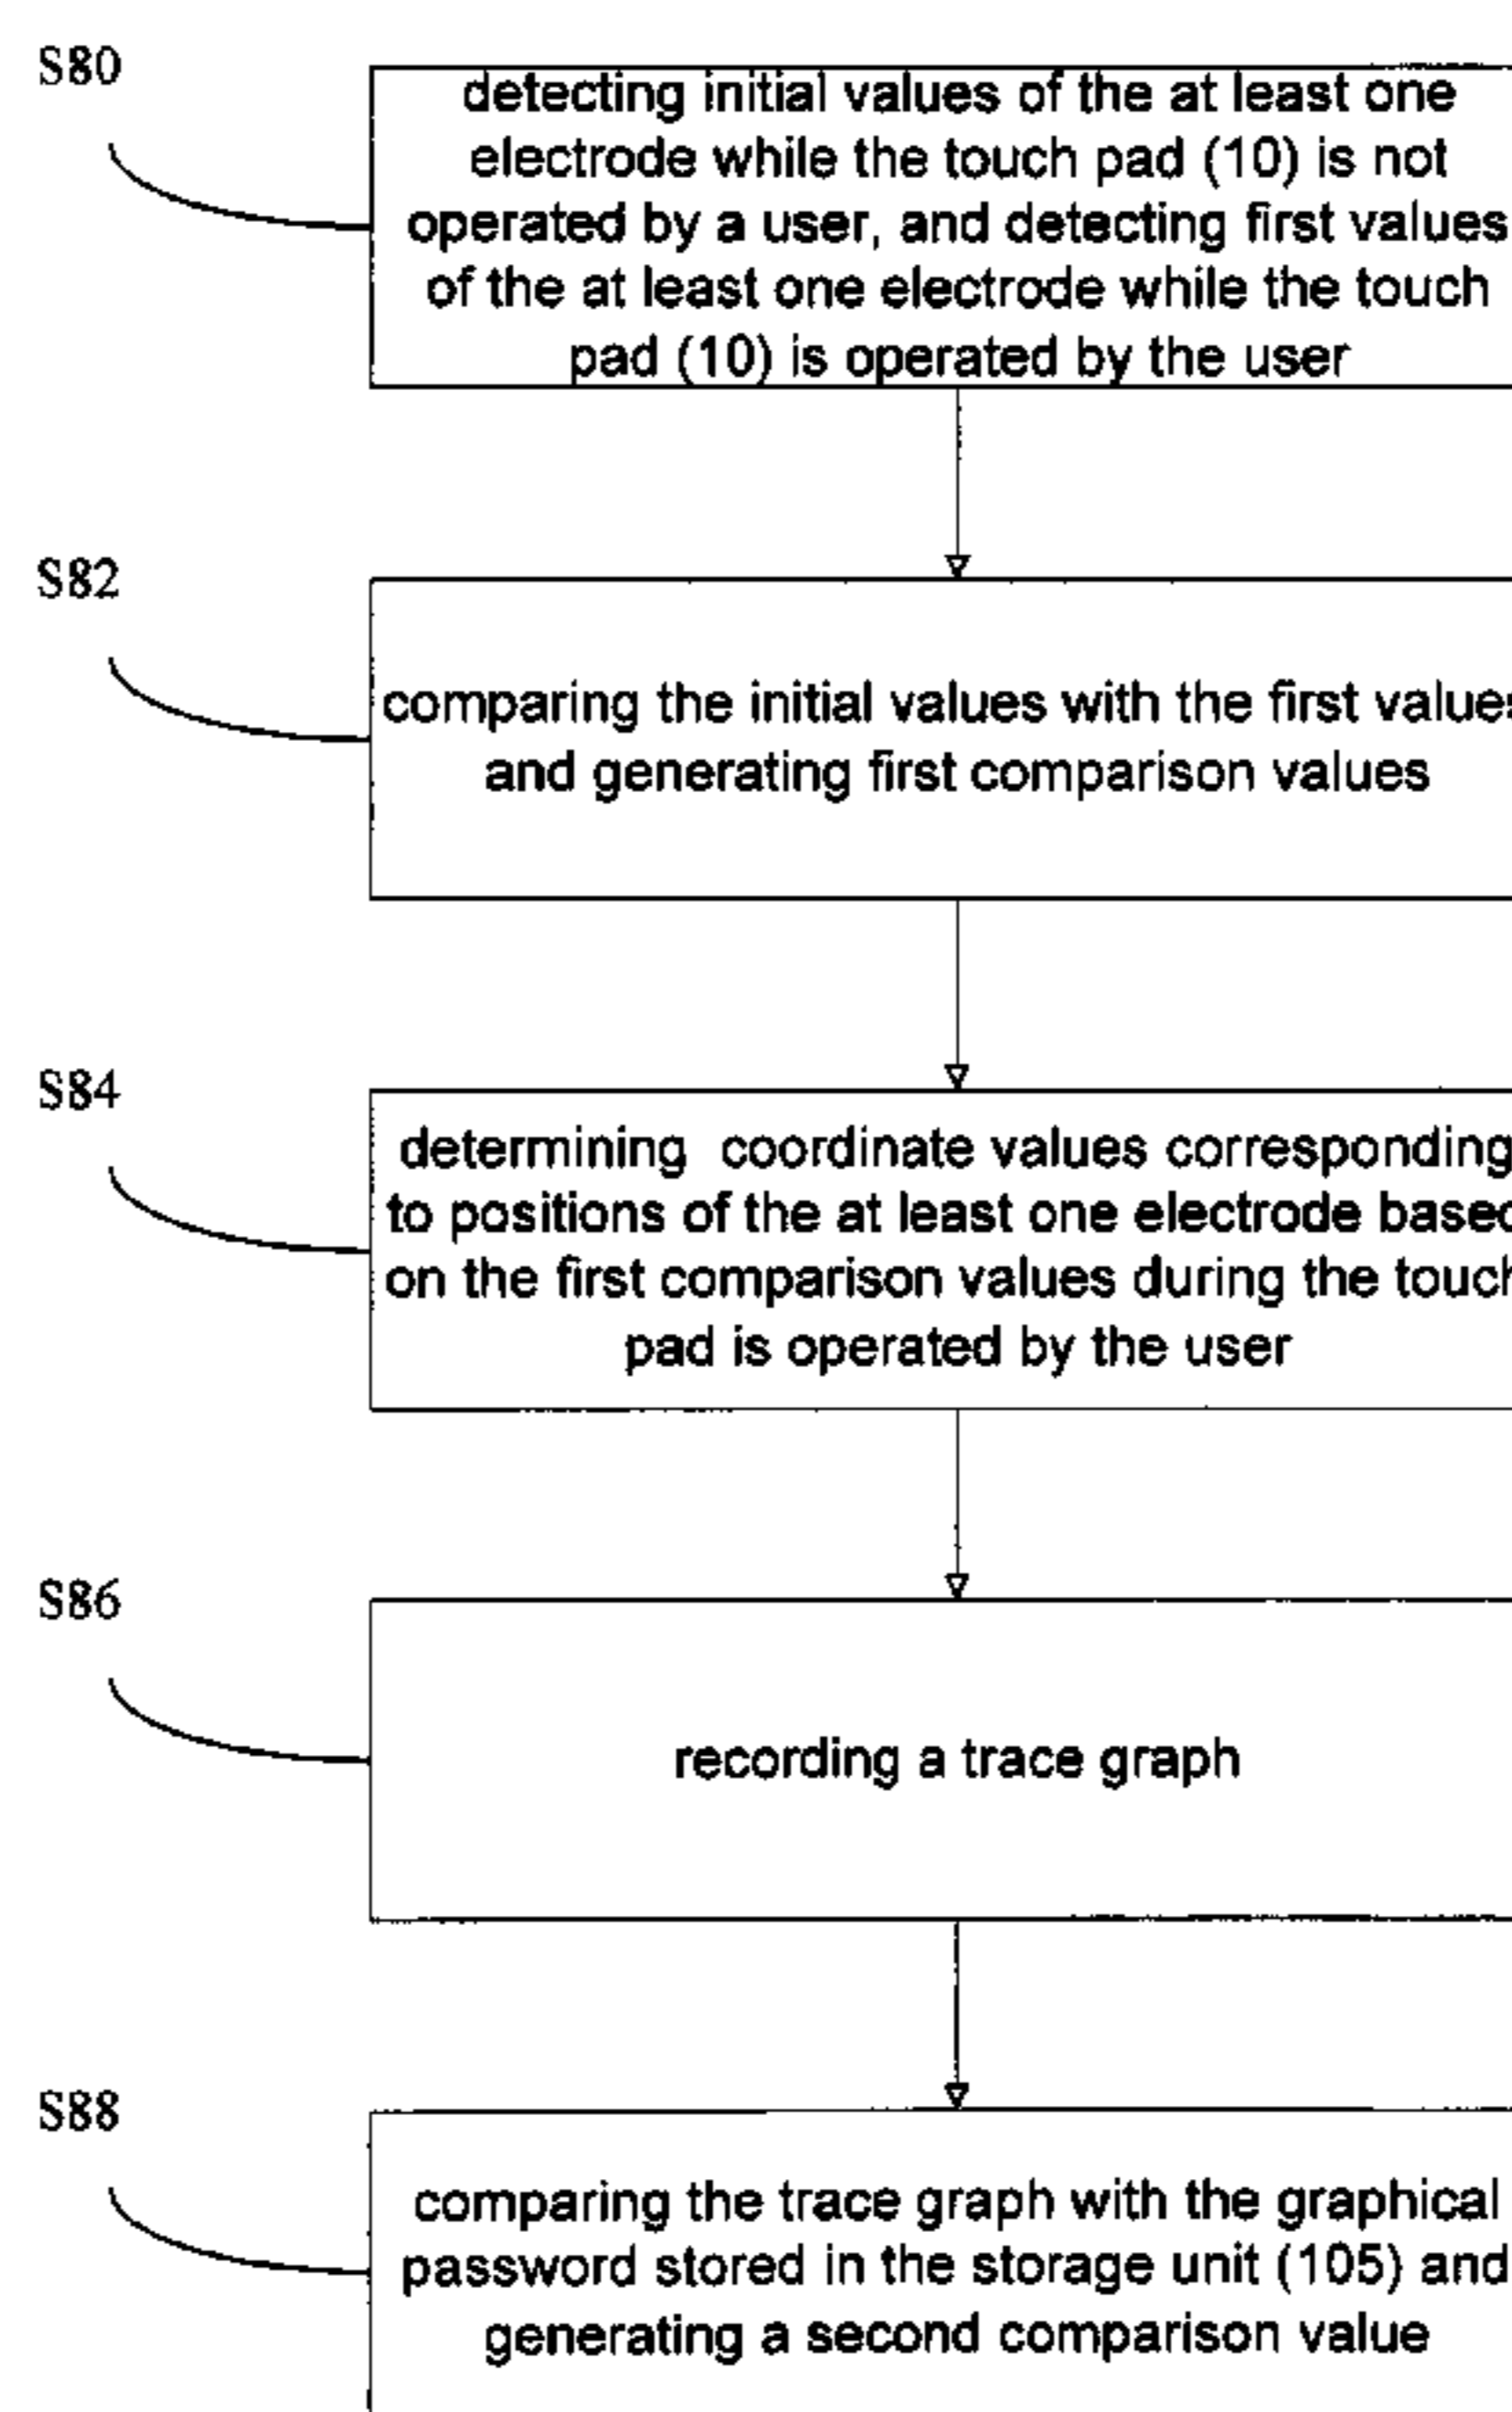 S80
detecting initial values of the at least one
electrode while the touch pad (10) is not
operated by a user, and detecting first values
of the at least one electrode while the touch
pad (10) is operated by the user
S82
comparing the initial values with the first values
and generating first comparison values
S84
determining coordinate values corresponding
to positions of the at least one electrode based
on the first comparison values during the touch
pad is operated by the user
S86
recording a trace graph
S88
comparing the trace graph with the graphical
password stored in the storage unit (105) and
generating a second comparison value